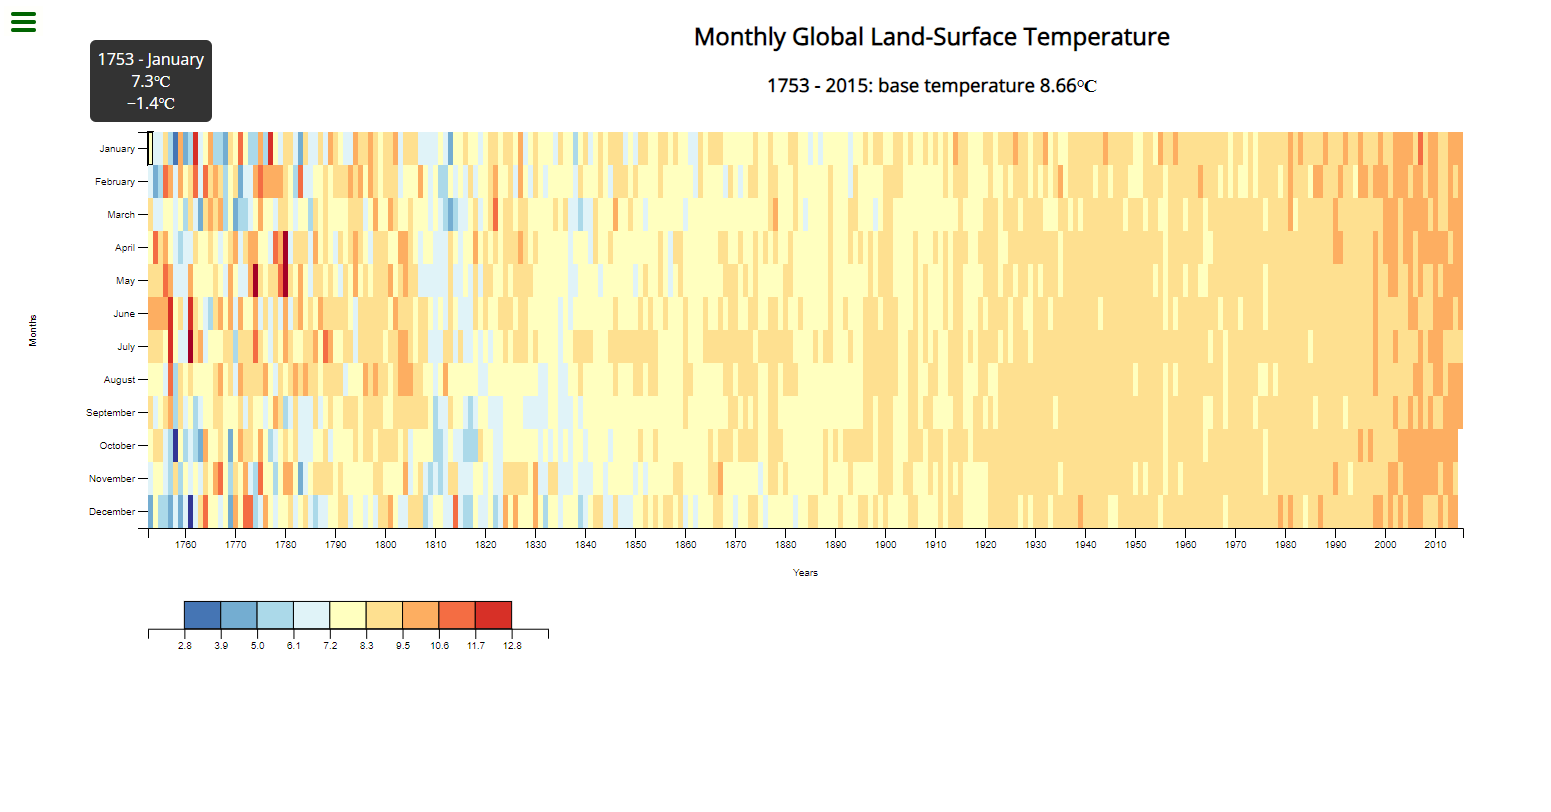 Monthly Global Land-Surface Temperature
1753 - 2015: base temperature 8.66℃
1753 - January
7.3℃
−1.4℃
Months
January
February
March
April
May
June
July
August
September
October
November
December
1760 1770 1780 1790 1800 1810 1820 1830 1840 1850 1860 1870 1880 1890 1900 1910 1920 1930 1940 1950 1960 1970 1980 1990 2000 2010
Years
2.8 3.9 5.0 6.1 7.2 8.3 9.5 10.6 11.7 12.8